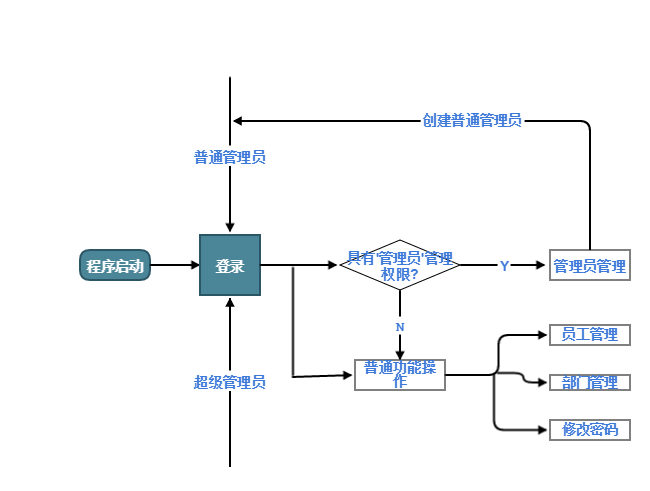 创建普通管理员
普通管理员
程序启动
登录
具有'管理员'管理
权限?
Y
管理员管理
N
员工管理
普通功能操
作
超级管理员
部门管理
修改密码